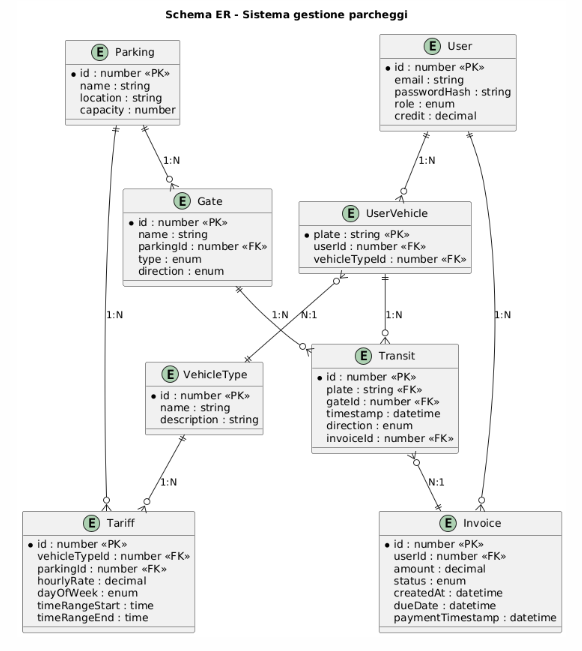 Schema ER - Sistema gestione parcheggi
E Parking
id : number «PK»
name : string
location : string
capacity : number
E User
id : number «PK»
email : string
passwordHash : string
role : enum
credit : decimal
1:N
1:N
E Gate
id : number «PK»
name : string
parkingId : number «FK»
type : enum
direction : enum
E UserVehicle
plate : string «PK»
userId : number «FK»
vehicleTypeId : number «FK»
1:N
1:N
N:1
1:N
1:N
E VehicleType
id : number «PK»
name : string
description : string
E Transit
id : number «PK»
plate : string «FK»
gateId : number «FK»
timestamp : datetime
direction : enum
invoiceId : number «FK»
1:N
N:1
E Tariff
id : number «PK»
vehicleTypeId : number «FK»
parkingId : number «FK»
hourlyRate : decimal
dayOfWeek : enum
timeRangeStart : time
timeRangeEnd : time
E Invoice
id : number «PK»
userId : number «FK»
amount : decimal
status : enum
createdAt : datetime
dueDate : datetime
paymentTimestamp : datetime